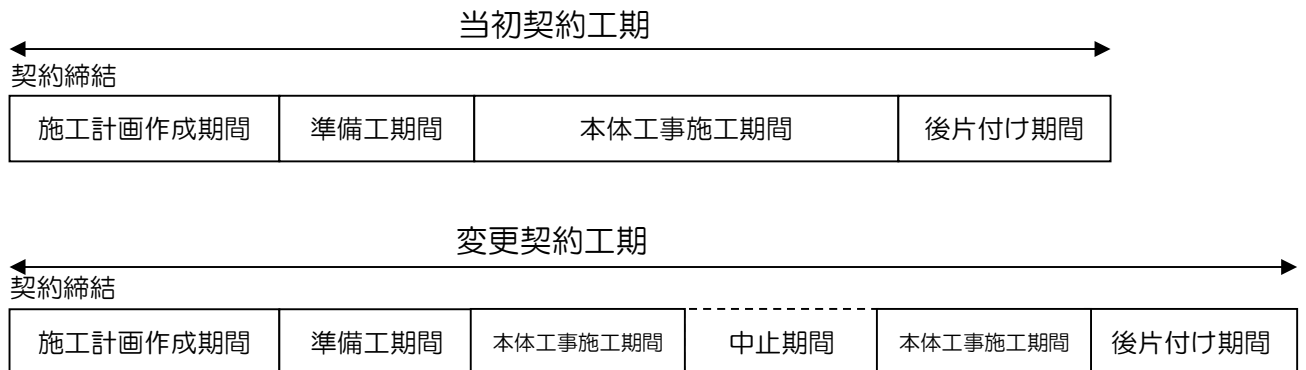 当初契約工期
契約締結
施工計画作成期間 準備工期間 本体工事施工期間 後片付け期間
変更契約工期
契約締結
施工計画作成期間 準備工期間 本体工事施工期間 中止期間 本体工事施工期間 後片付け期間